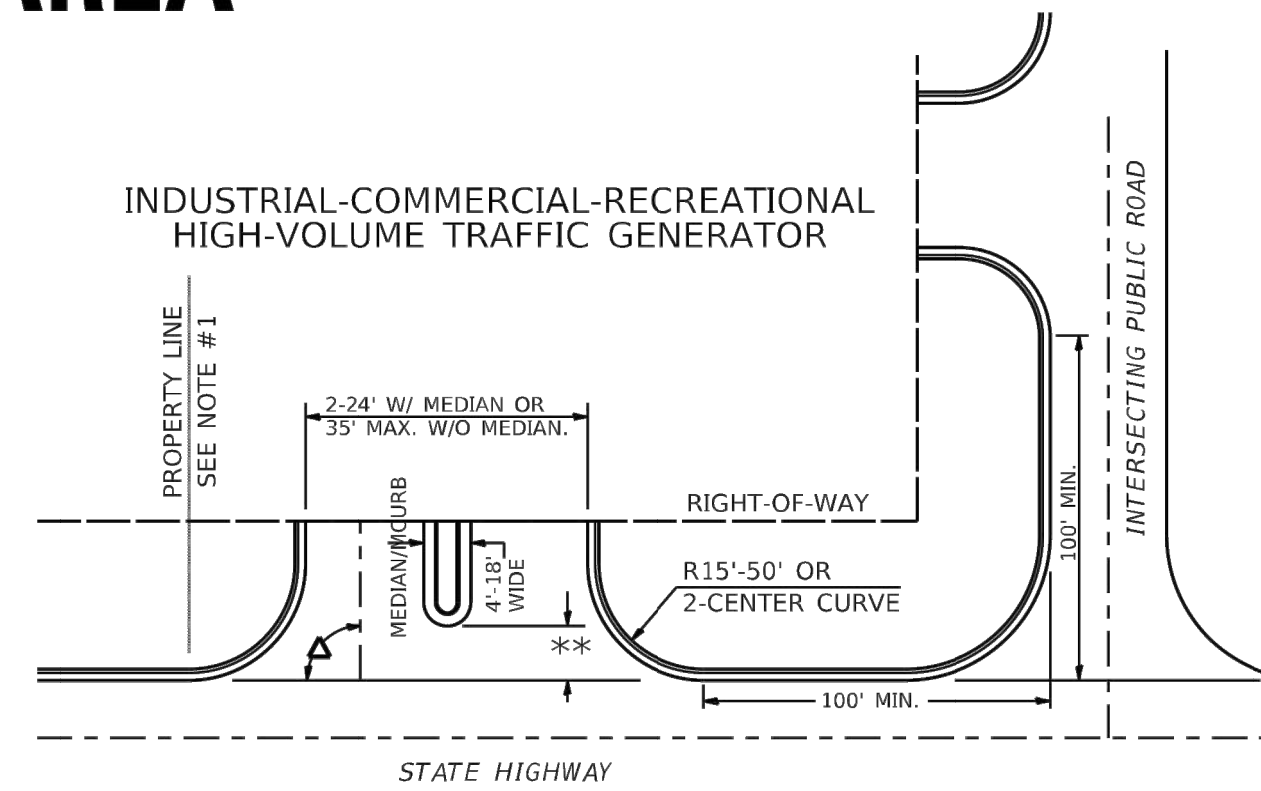 INDUSTRIAL-COMMERCIAL-RECREATIONAL
HIGH-VOLUME TRAFFIC GENERATOR
PROPERTY LINE
SEE NOTE #1
2-24' W/ MEDIAN OR
35' MAX. W/O MEDIAN.
MEDIAN/MCURB
4'-18'
WIDE
**
RIGHT-OF-WAY
R15'-50' OR
2-CENTER CURVE
100' MIN.
100' MIN.
INTERSECTING PUBLIC ROAD
Δ
STATE HIGHWAY